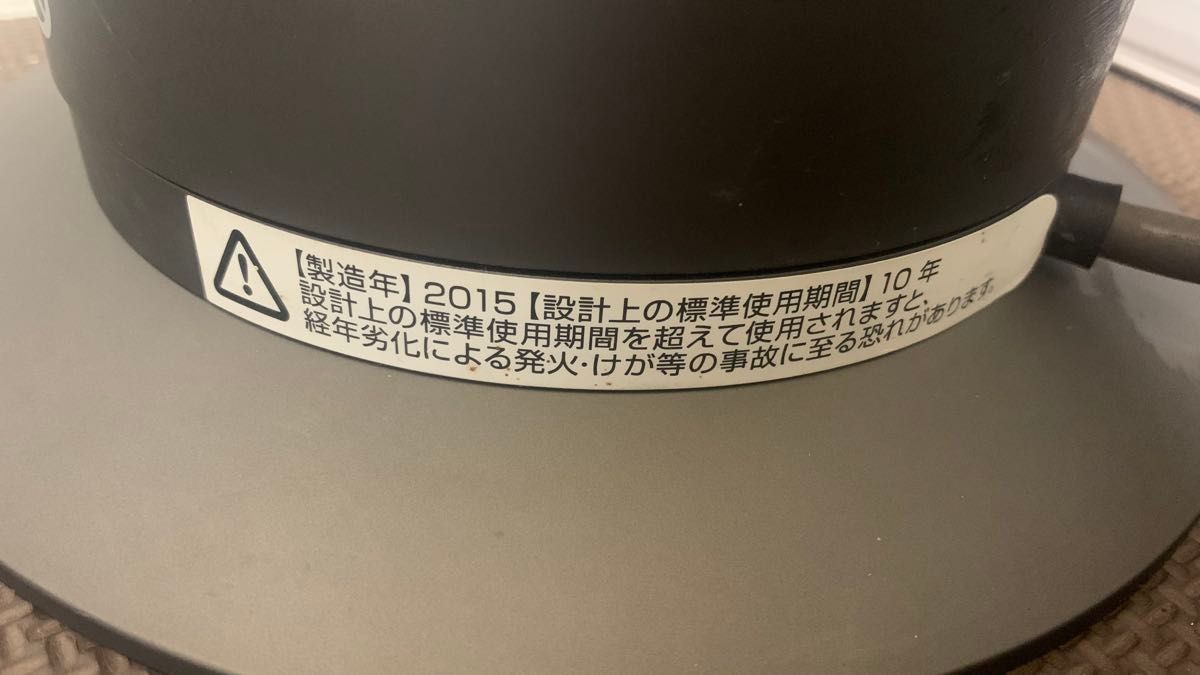 【製造年】2015【設計上の標準使用期間】10年
設計上の標準使用期間を超えて使用されますと、
経年劣化による発火・けが等の事故に至る恐れがあります。